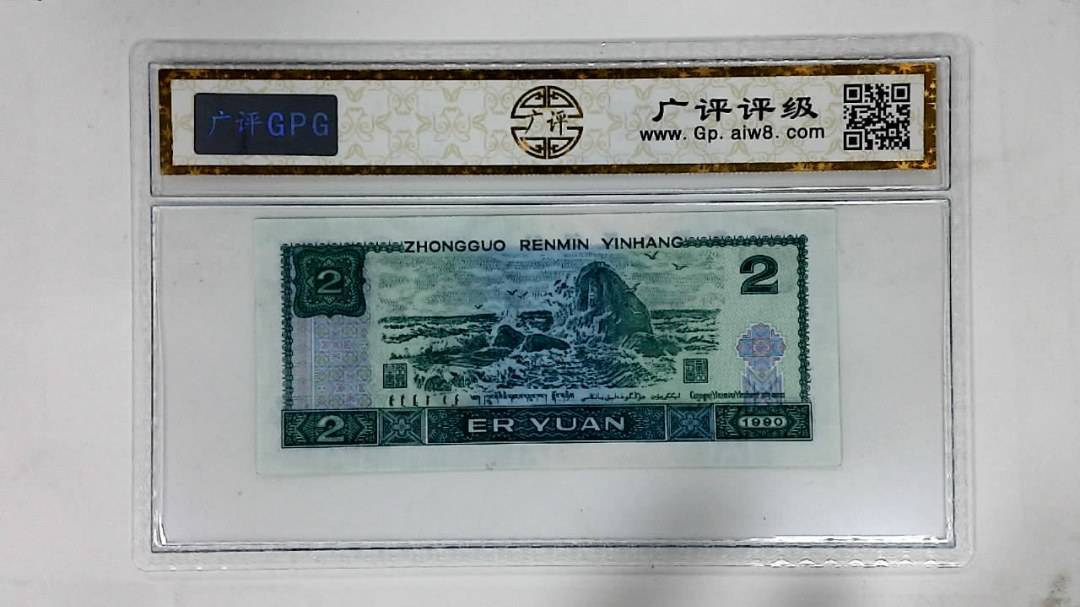 广评GPG
广评
广评评级
www.Gp.aiw8.com
ZHONGGUO RENMIN YINHANG
2
2
2
ER YUAN
1990